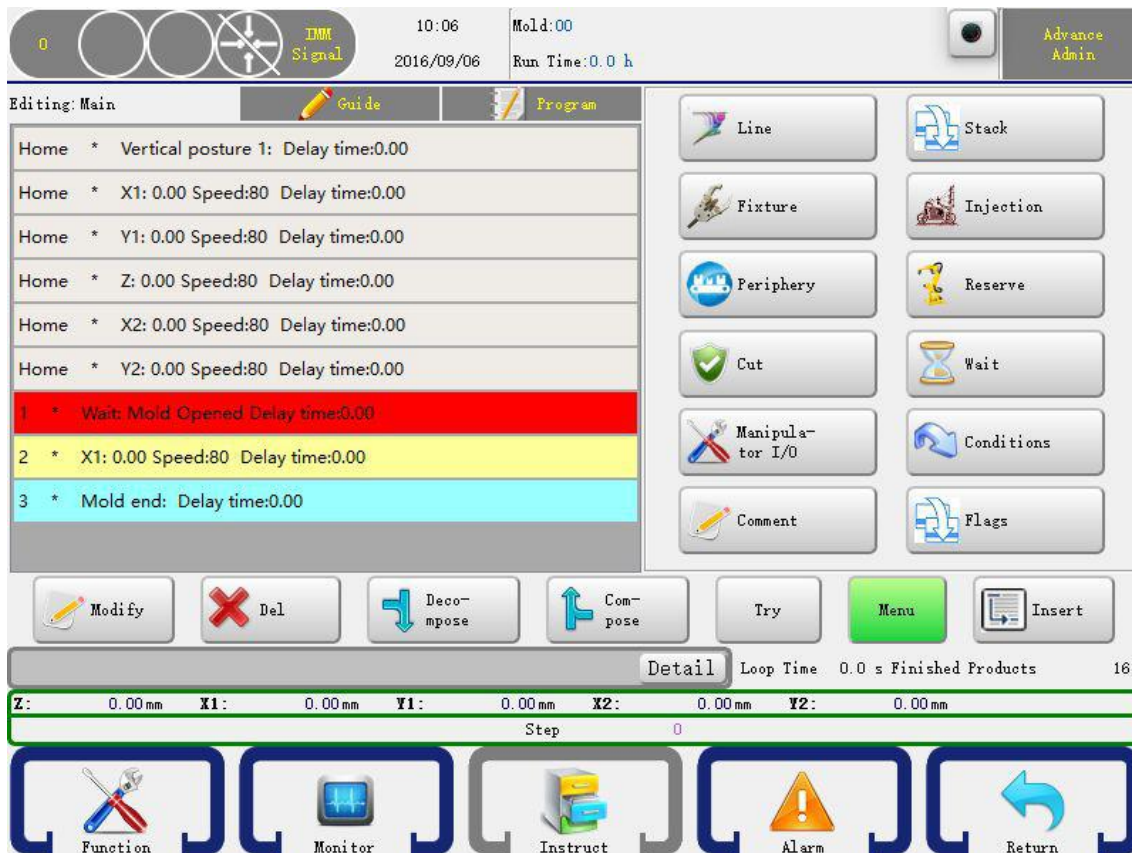 0
IMM
Signal
10:06
2016/09/06
Mold:00
Run Time:0.0 h
Advance
Admin
Editing:Main
Guide
Program
Home * Vertical posture 1: Delay time:0.00
Home * X1: 0.00 Speed:80 Delay time:0.00
Home * Y1: 0.00 Speed:80 Delay time:0.00
Home * Z: 0.00 Speed:80 Delay time:0.00
Home * X2: 0.00 Speed:80 Delay time:0.00
Home * Y2: 0.00 Speed:80 Delay time:0.00
1 * Wait: Mold Opened Delay time:0.00
2 * X1: 0.00 Speed:80 Delay time:0.00
3 * Mold end: Delay time:0.00
Line
Stack
Fixture
Injection
Periphery
Reserve
Cut
Wait
Manipula-
tor I/O
Conditions
Comment
Flags
Modify
Del
Deco-
mpose
Com-
pose
Try
Menu
Insert
Detail
Loop Time 0.0 s Finished Products 16
Z: 0.00mm X1: 0.00mm Y1: 0.00mm X2: 0.00mm Y2: 0.00mm
Step 0
Function
Monitor
Instruct
Alarm
Return